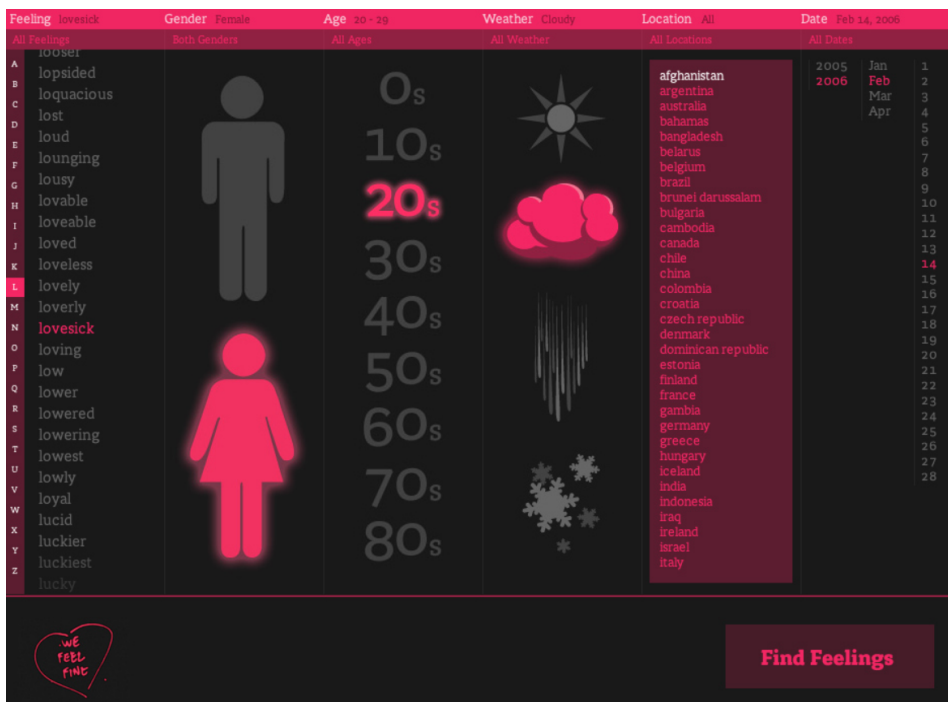 Feeling lovesick
Gender Female
Age 20 - 29
Weather Cloudy
Location All
Date Feb 14, 2006
All Feelings
Both Genders
All Ages
All Weather
All Locations
All Dates
A
B
C
D
E
F
G
H
I
J
K
L
M
N
O
P
Q
R
S
T
U
V
W
X
Y
Z
looser
lopsided
loquacious
lost
loud
lounging
lousy
lovable
loveable
loved
loveless
lovely
loverly
lovesick
loving
low
lower
lowered
lowering
lowest
lowly
loyal
lucid
luckier
luckiest
lucky
0s
10s
20s
30s
40s
50s
60s
70s
80s
afghanistan
argentina
australia
bahamas
bangladesh
belarus
belgium
brazil
brunei darussalam
bulgaria
cambodia
canada
chile
china
colombia
croatia
czech republic
denmark
dominican republic
estonia
finland
france
gambia
germany
greece
hungary
iceland
india
indonesia
iraq
ireland
israel
italy
2005
2006
Jan
Feb
Mar
Apr
1
2
3
4
5
6
7
8
9
10
11
12
13
14
15
16
17
18
19
20
21
22
23
24
25
26
27
28
WE
FEEL
FINE
Find Feelings